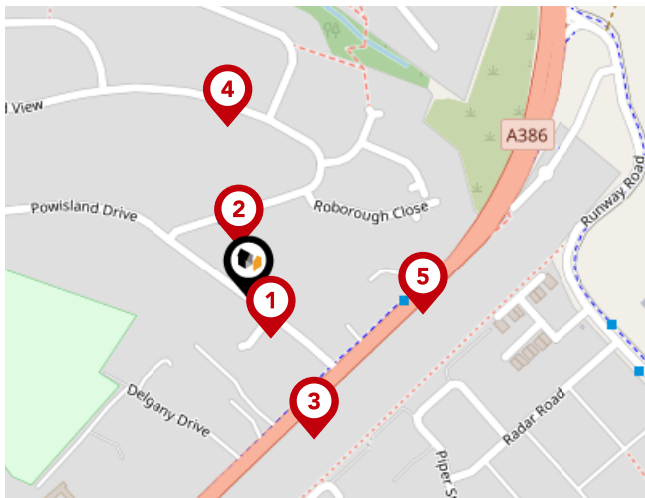 4
d View
A386
Runway Road
2
Powisland Drive
Roborough Close
5
1
3
Delgany Drive
Radar Road
Piper S